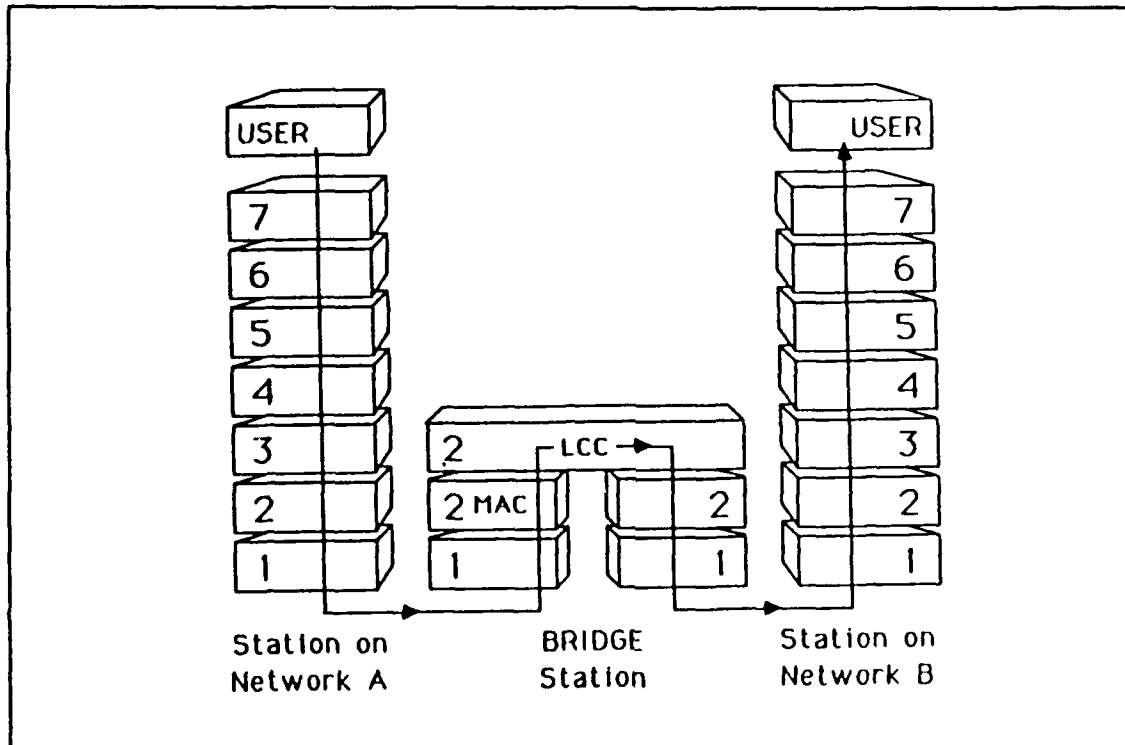 USER
7
6
5
4
3
2
1
Station on
Network A
2 LCC
2 MAC
1
2
1
BRIDGE
Station
USER
7
6
5
4
3
2
1
Station on
Network B